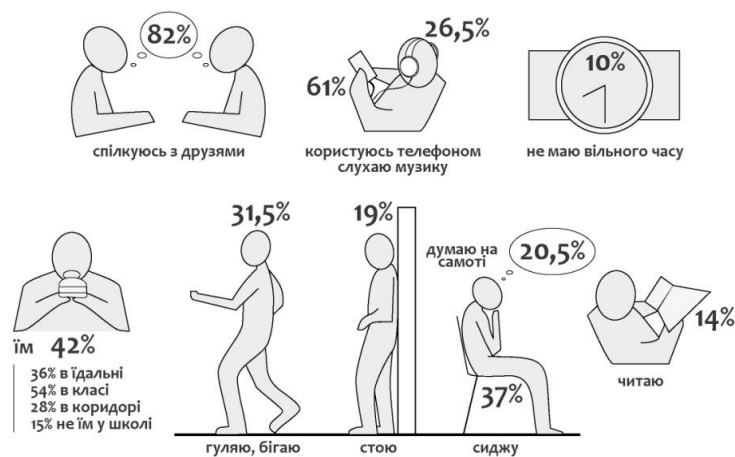 82%
спілкуюсь з друзями
26,5%
61%
користуюсь телефоном
слухаю музику
10%
не маю вільного часу
їм 42%
36% в їдальні
54% в класі
28% в коридорі
15% не їм у школі
31,5%
гуляю, бігаю
19%
стою
думаю на
самоті
20,5%
37%
сиджу
14%
читаю